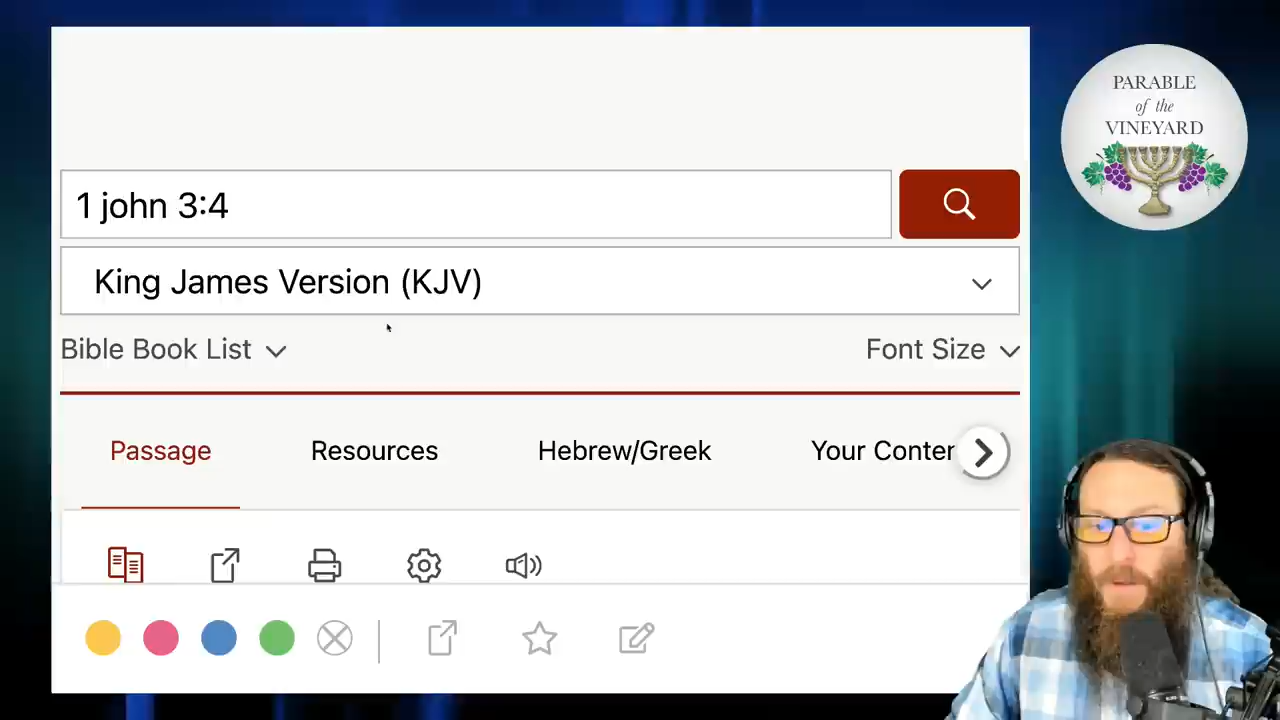 1 john 3:4
King James Version (KJV)
Bible Book List
Font Size
Passage
Resources
Hebrew/Greek
Your Conten
PARABLE
of the
VINEYARD